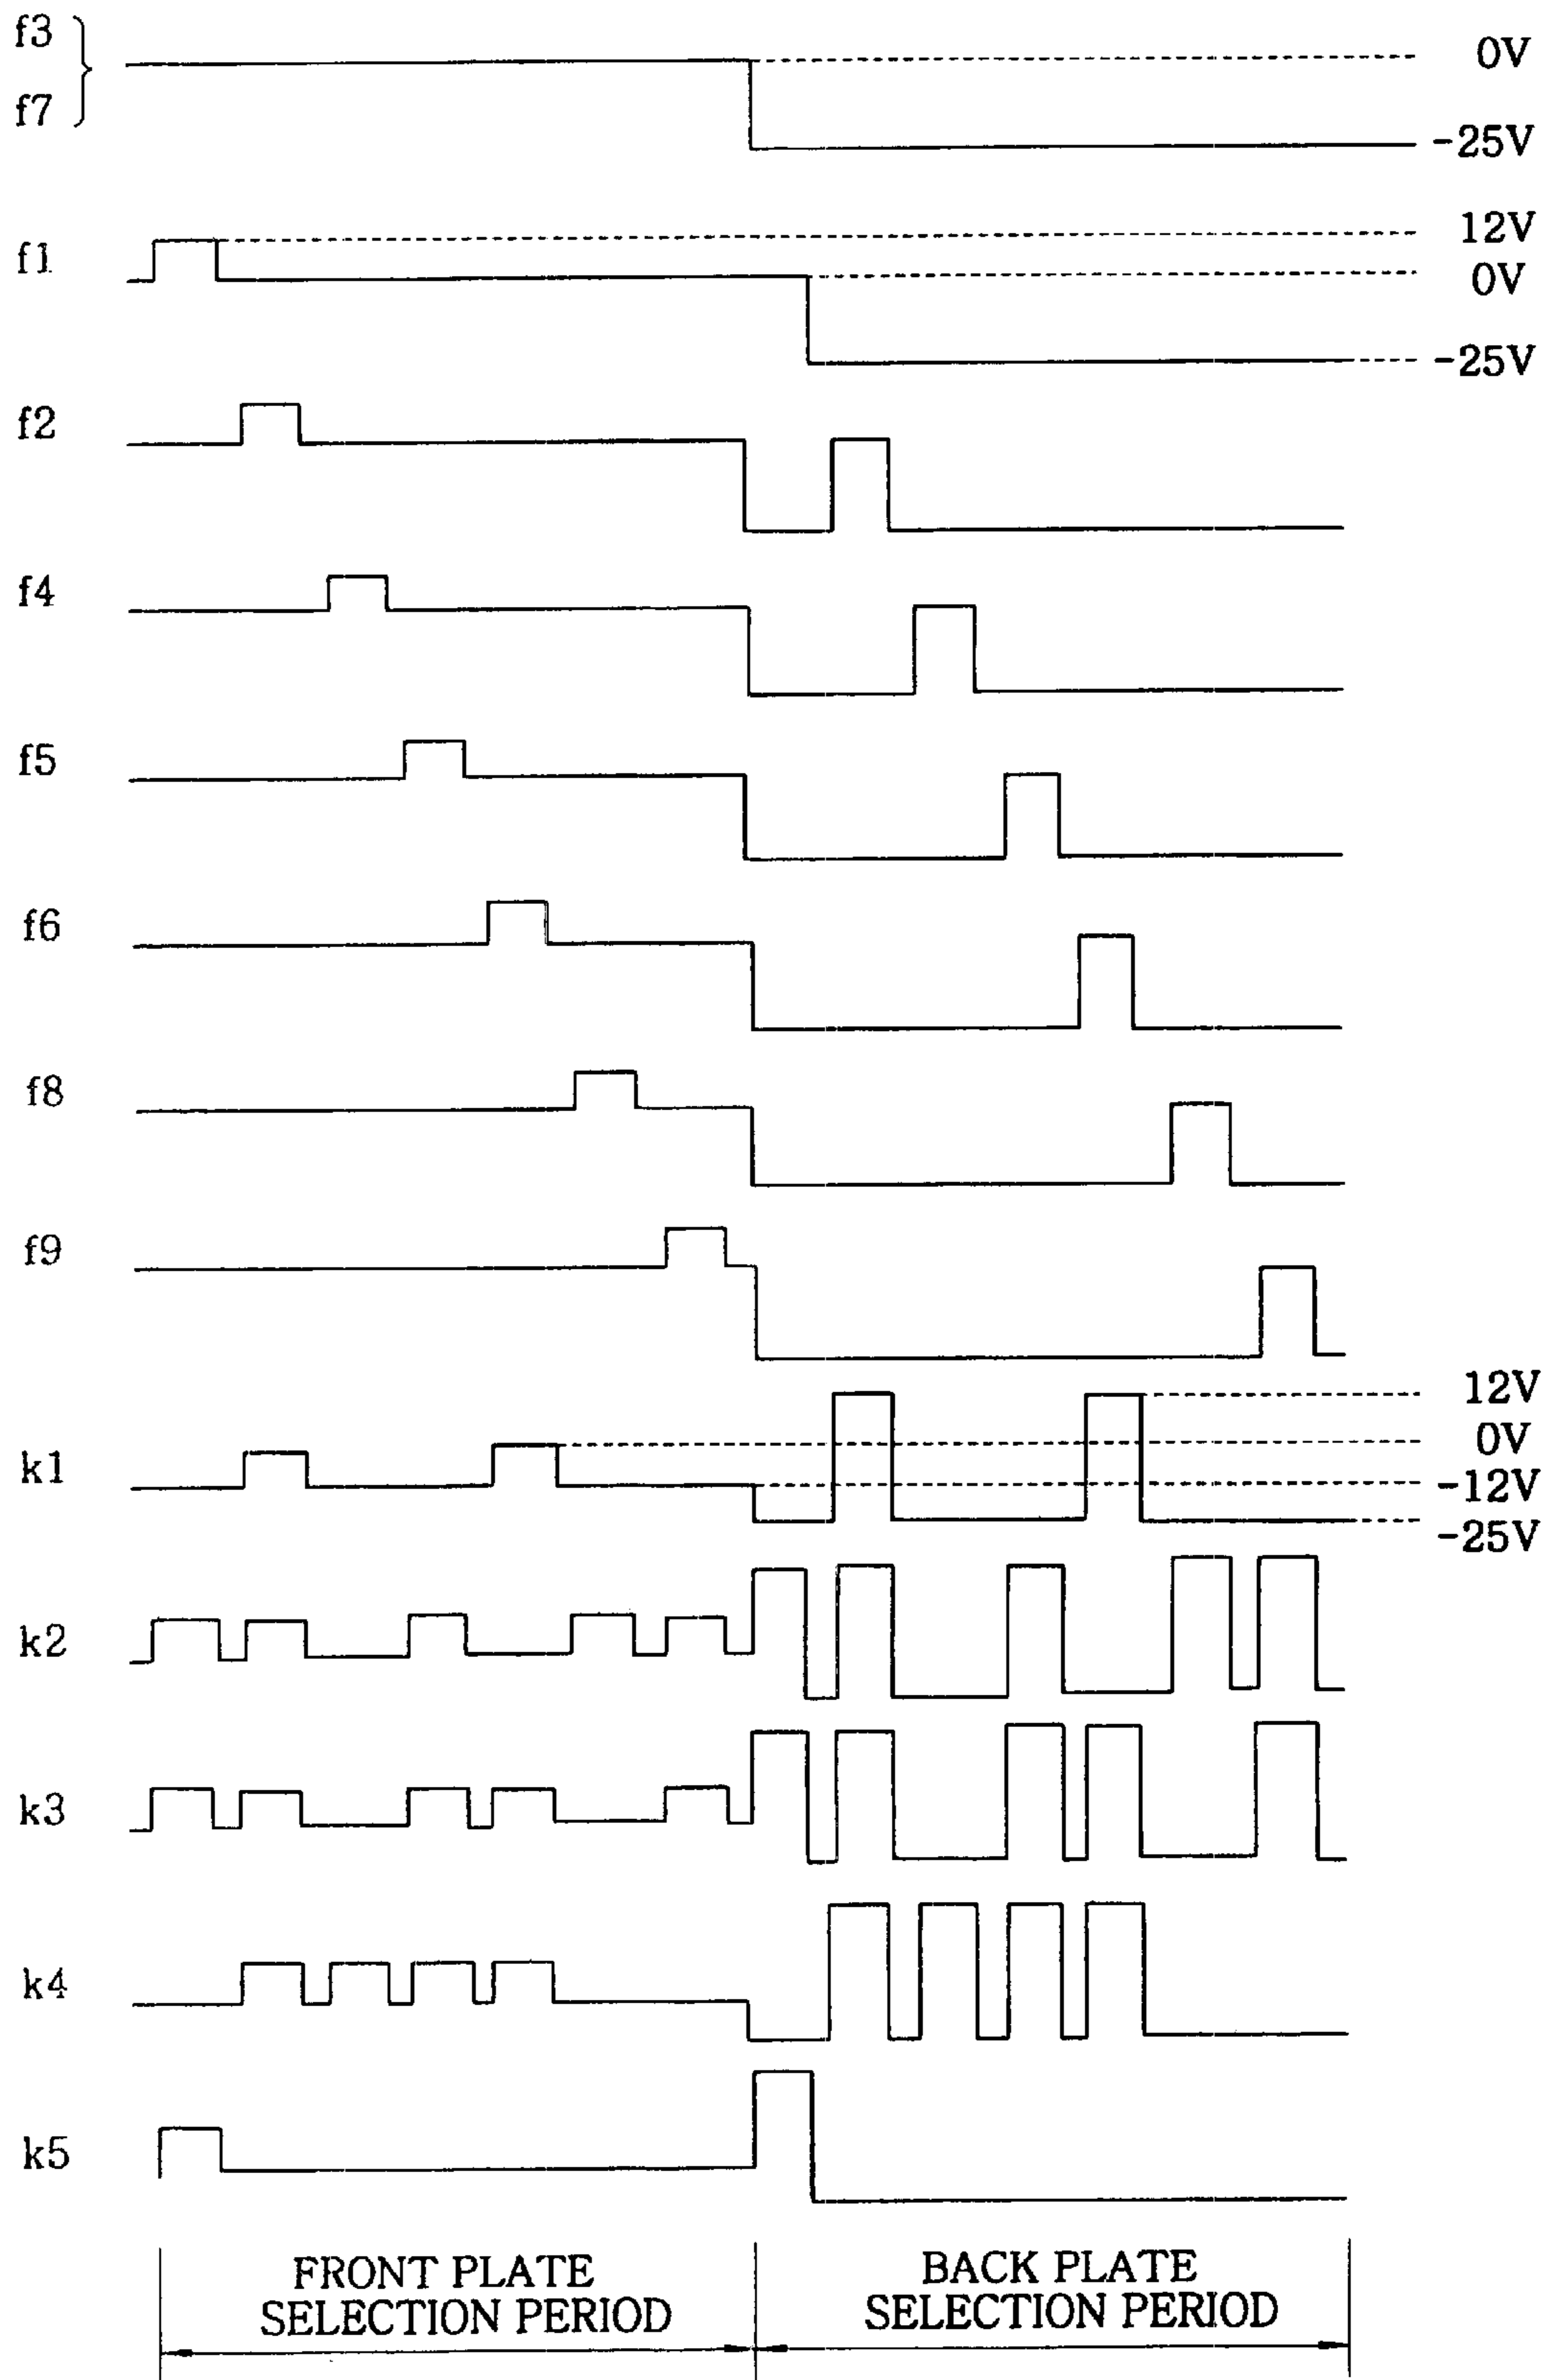 f3
f7
0V
-25V
f1
12V
0V
-25V
f2
f4
f5
f6
f8
f9
12V
k1
0V
-12V
-25V
k2
k3
k4
k5
FRONT PLATE
SELECTION PERIOD
BACK PLATE
SELECTION PERIOD